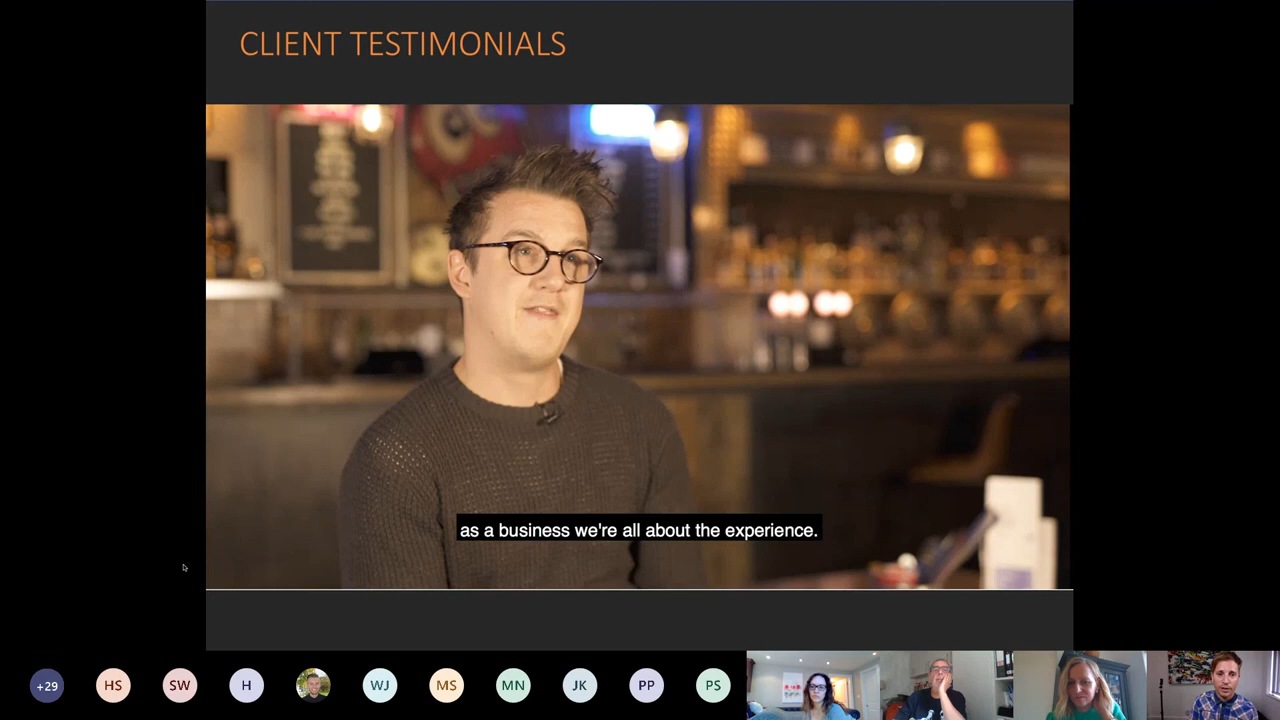 CLIENT TESTIMONIALS
as a business we're all about the experience.
+29
HS
SW
H
WJ
MS
MN
JK
PP
PS